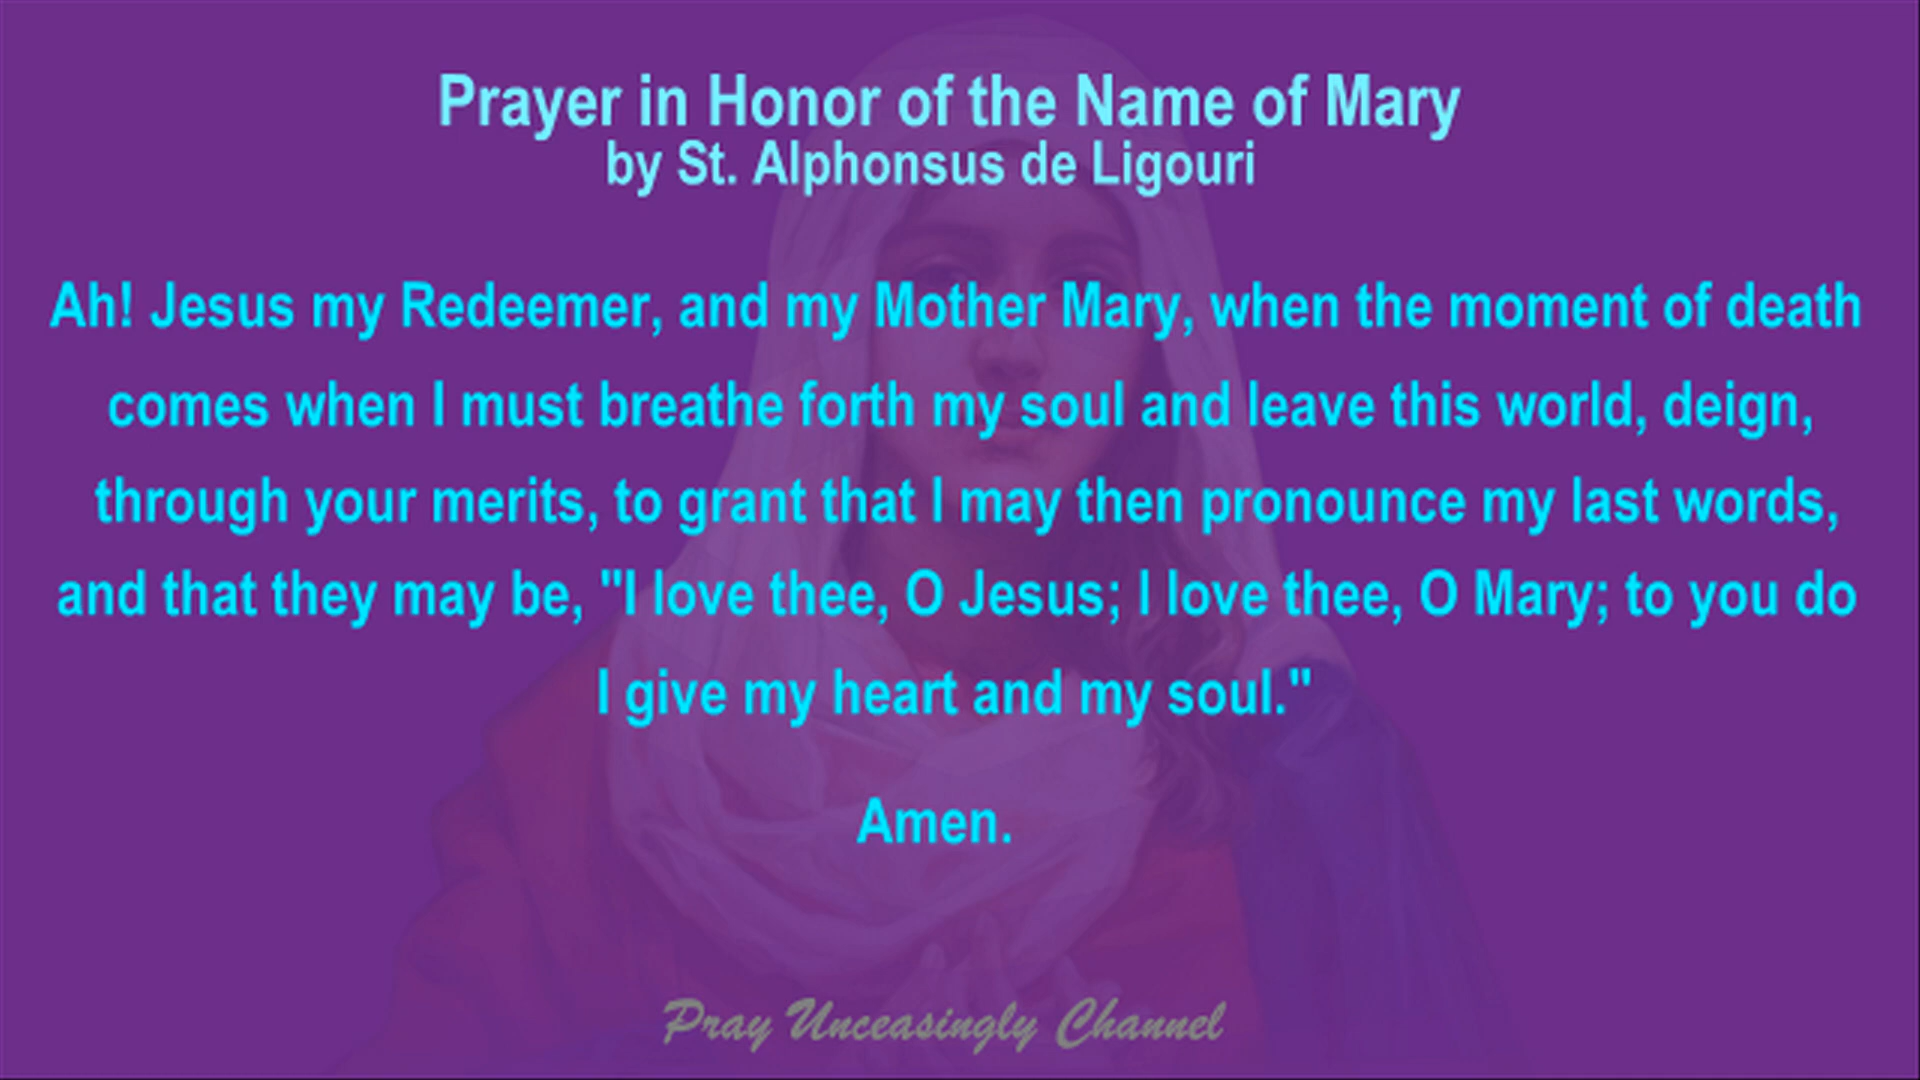 Prayer in Honor of the Name of Mary
by St. Alphonsus de Ligouri
Ah! Jesus my Redeemer, and my Mother Mary, when the moment of death
comes when I must breathe forth my soul and leave this world, deign,
through your merits, to grant that I may then pronounce my last words,
and that they may be, "I love thee, O Jesus; I love thee, O Mary; to you do
I give my heart and my soul."
Amen.
Pray Unceasingly Channel